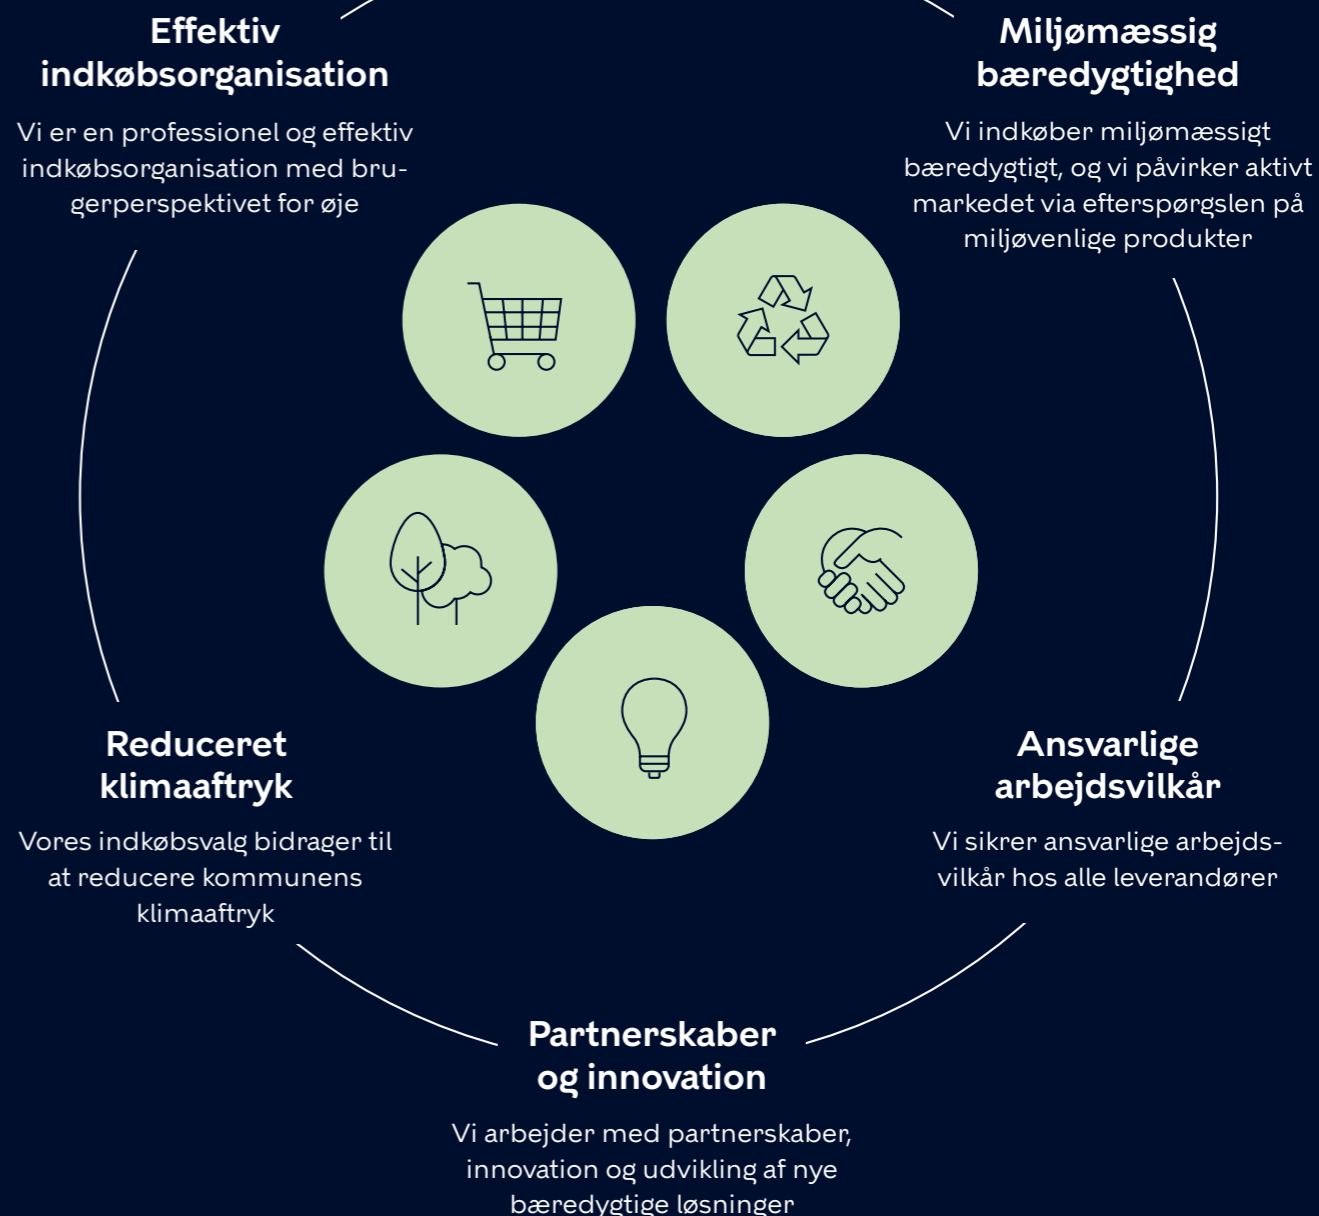 Effektiv
indkøbsorganisation
Vi er en professionel og effektiv
indkøbsorganisation med bru-
gerperspektivet for øje
Miljømæssig
bæredygtighed
Vi indkøber miljømæssigt
bæredygtigt, og vi påvirker aktivt
markedet via efterspørgslen på
miljøvenlige produkter
Reduceret
klimaaftryk
Vores indkøbsvalg bidrager til
at reducere kommunens
klimaaftryk
Ansvarlige
arbejdsvilkår
Vi sikrer ansvarlige arbejds-
vilkår hos alle leverandører
Partnerskaber
og innovation
Vi arbejder med partnerskaber,
innovation og udvikling af nye
bæredygtige løsninger